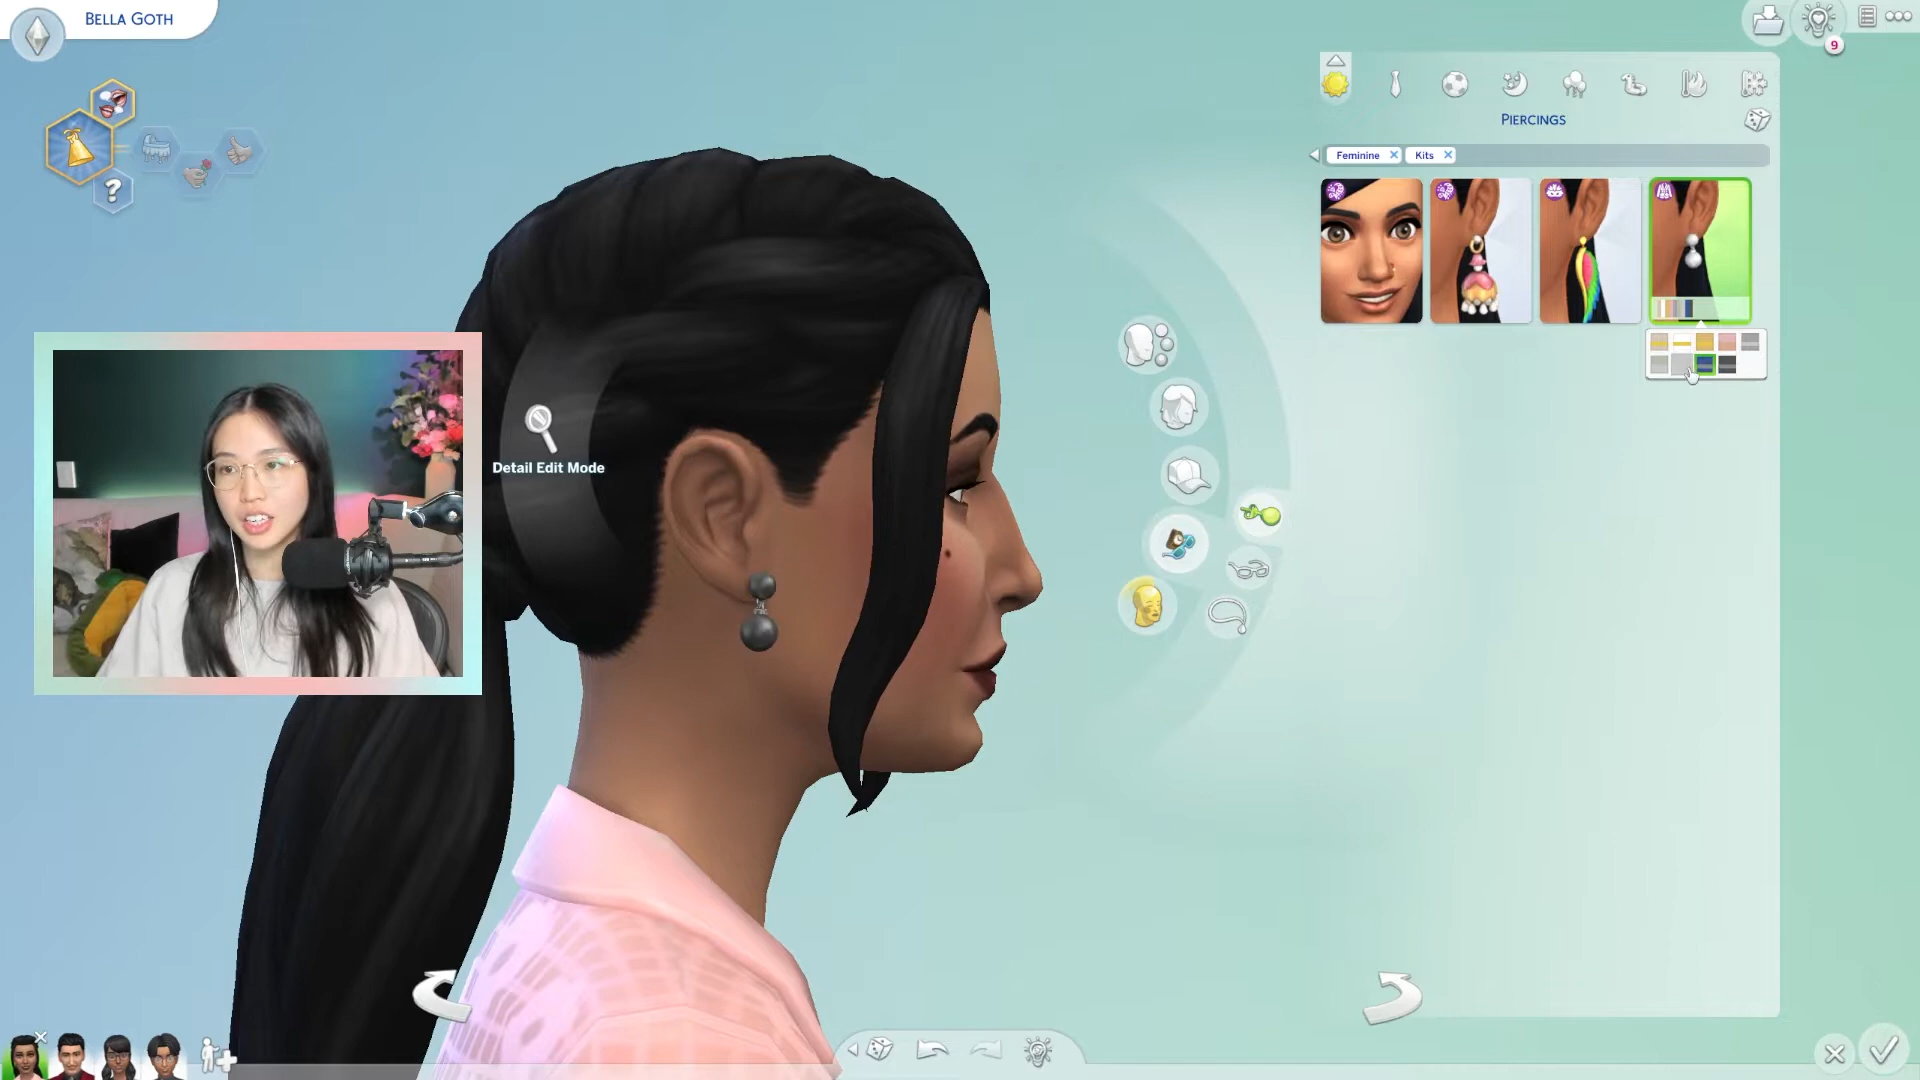 BELLA GOTH
9
PIERCINGS
Feminine
Kits
?
Detail Edit Mode